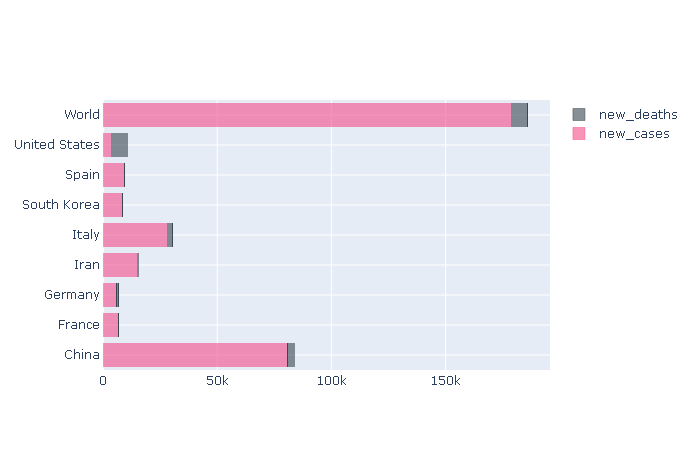 World
United States
Spain
South Korea
Italy
Iran
Germany
France
China
0
50k
100k
150k
new_deaths
new_cases